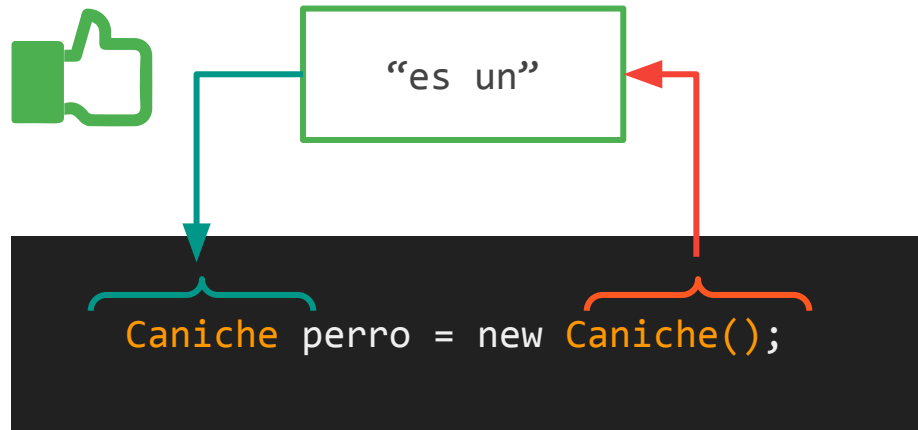 “es un”
Caniche perro = new Caniche();